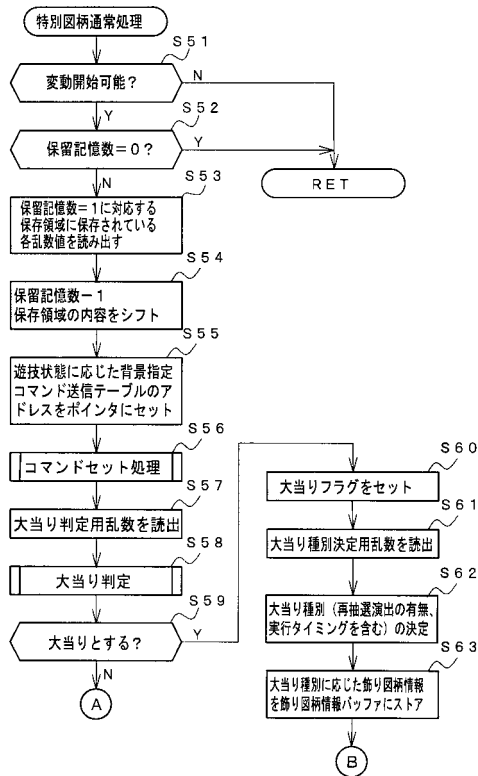 特別図柄通常処理
S51
変動開始可能?
N
Y
S52
保留記憶数=0?
Y
N
RET
S53
保留記憶数=1に対応する
保存領域に保存されている
各乱数値を読み出す
S54
保留記憶数-1
保存領域の内容をシフト
S55
遊技状態に応じた背景指定
コマンド送信テーブルのア
ドレスをポインタにセット
S56
コマンドセット処理
S57
大当り判定用乱数を読出
S58
大当り判定
S59
大当りとする?
Y
N
A
S60
大当りフラグをセット
S61
大当り種別決定用乱数を読出
S62
大当り種別(再抽選演出の有無、
実行タイミングを含む)の決定
S63
大当り種別に応じた飾り図柄情報
を飾り図柄情報バッファにストア
B